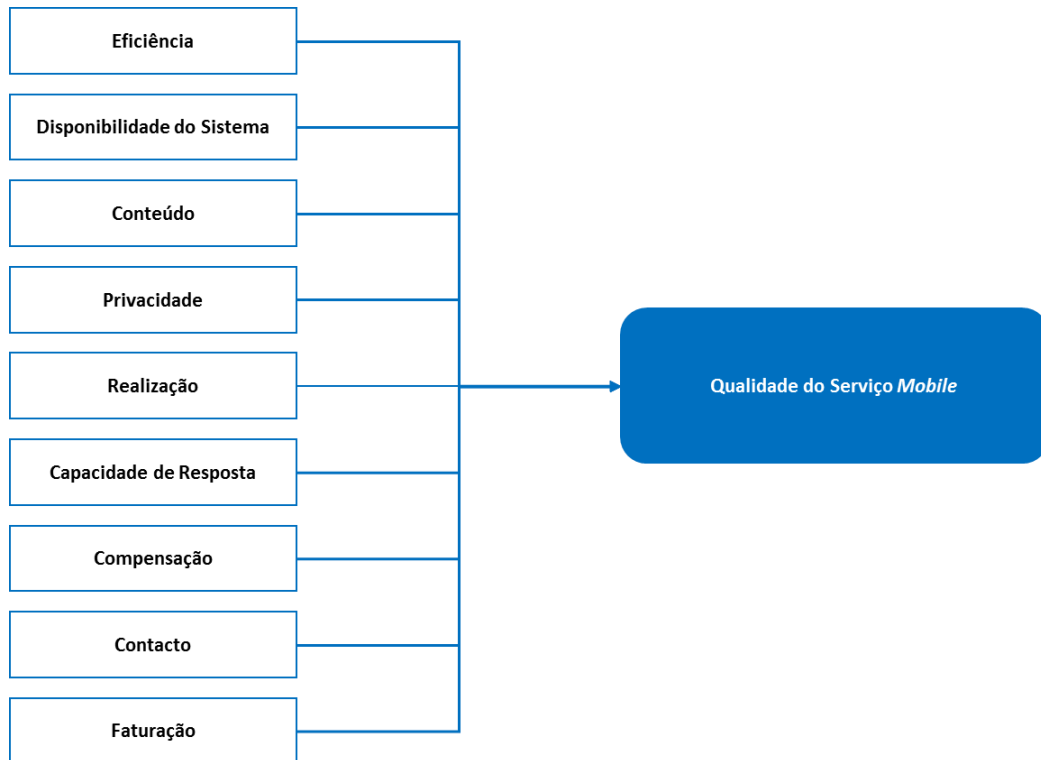 Eficiência
Disponibilidade do Sistema
Conteúdo
Privacidade
Realização
Qualidade do Serviço Mobile
Capacidade de Resposta
Compensação
Contacto
Faturação